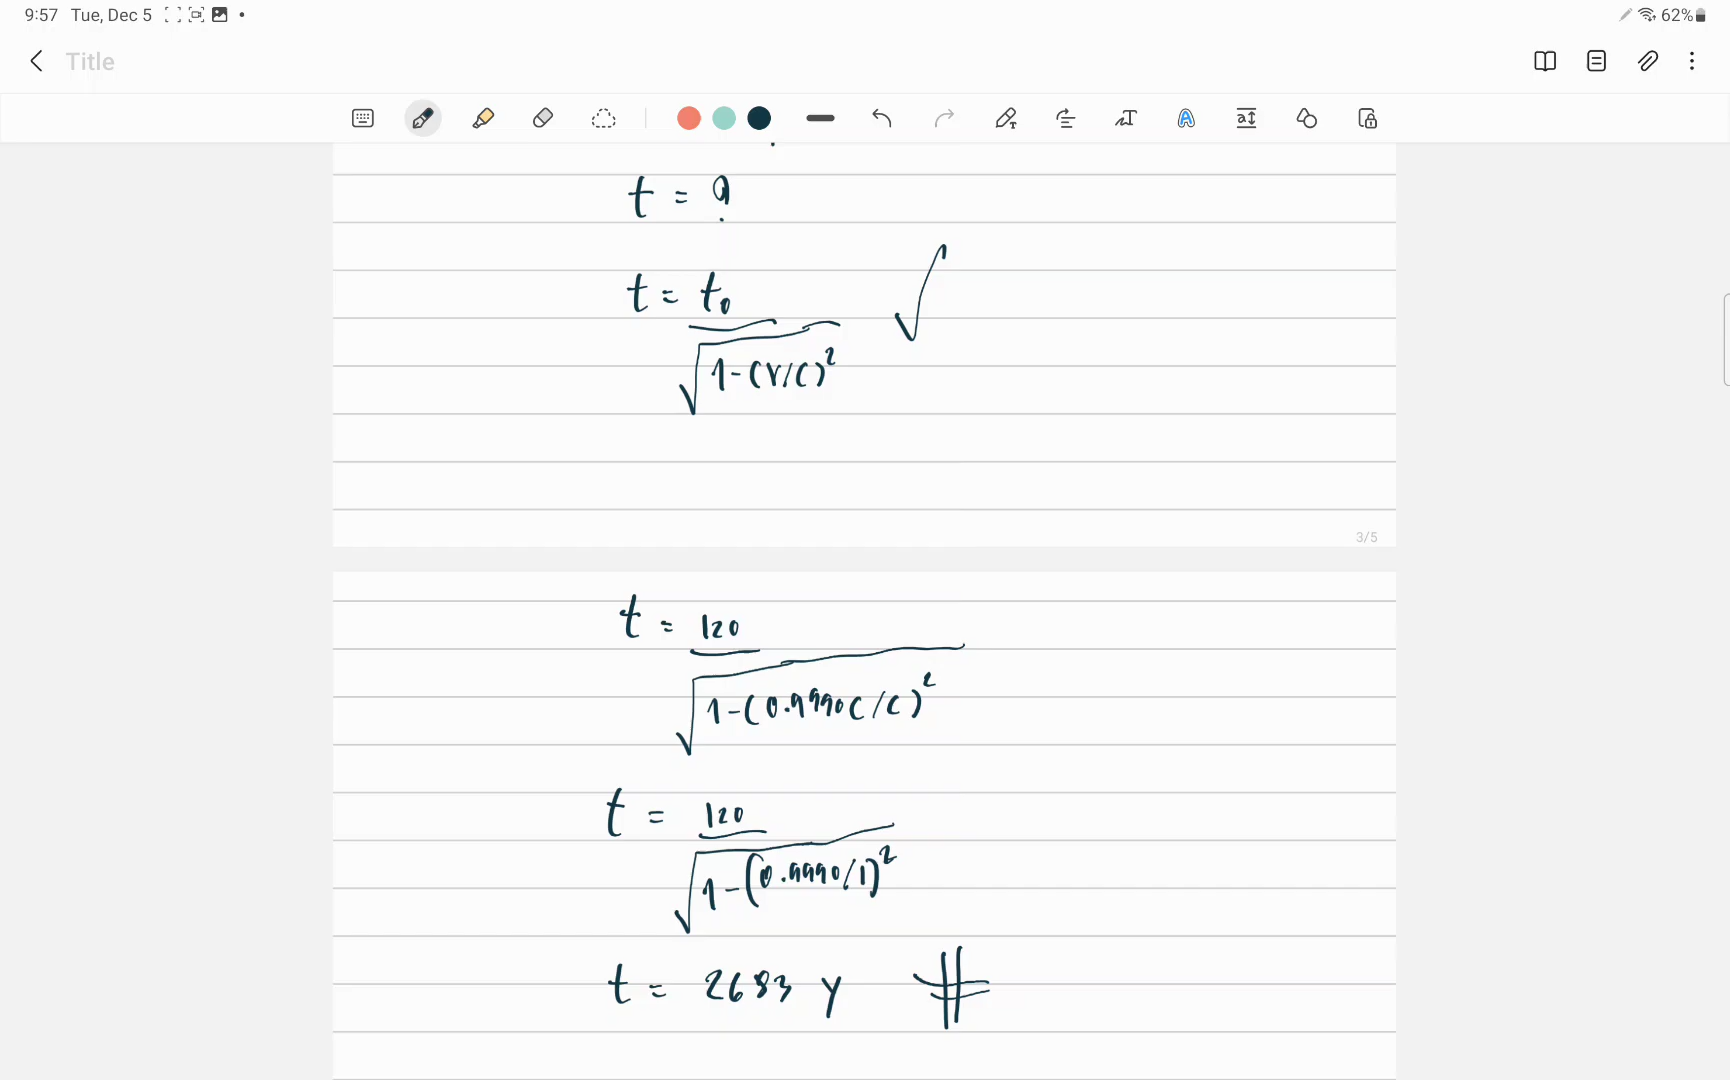 9:57 Tue, Dec 5
62%
Title
t = ?
t = t₀
√1-(V/C)²
3/5
t = 120
√1-(0.9990C/C)²
t = 120
√1-(0.9990/1)²
t = 2683 y